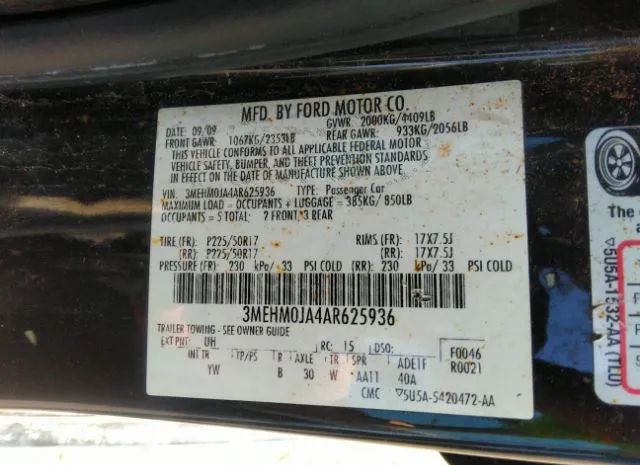 MFD. BY FORD MOTOR CO.
DATE: 09/09 GVWR: 2000KG/4409LB
FRONT GAWR: 1067KG/2353LB REAR GAWR: 933KG/2056LB
THIS VEHICLE CONFORMS TO ALL APPLICABLE FEDERAL MOTOR
VEHICLE SAFETY, BUMPER, AND THEFT PREVENTION STANDARDS
IN EFFECT ON THE DATE OF MANUFACTURE SHOWN ABOVE.
VIN: 3MEHM0JA4AR625936 TYPE: Passenger Car
MAXIMUM LOAD = OCCUPANTS + LUGGAGE = 385KG/ 850LB
OCCUPANTS = 5 TOTAL: 2 FRONT 3 REAR
TIRE (FR): P225/50R17 RIMS (FR): 17X7.5J
(RR): P225/50R17 (RR): 17X7.5J
PRESSURE (FR): 230 kPa/ 33 PSI COLD (RR): 230 kPa/ 33 PSI COLD
3MEHM0JA4AR625936
TRAILER TOWING - SEE OWNER GUIDE
EXT PNT: UH RC: 15 DSO: F0046
INT TR TP/PS R AXLE TR SPR ADE1F R0021
YW B 30 W AA11 40A
CMC ▽5U5A-5420472-AA
The
▽5U5A-1532-AA (TLU)